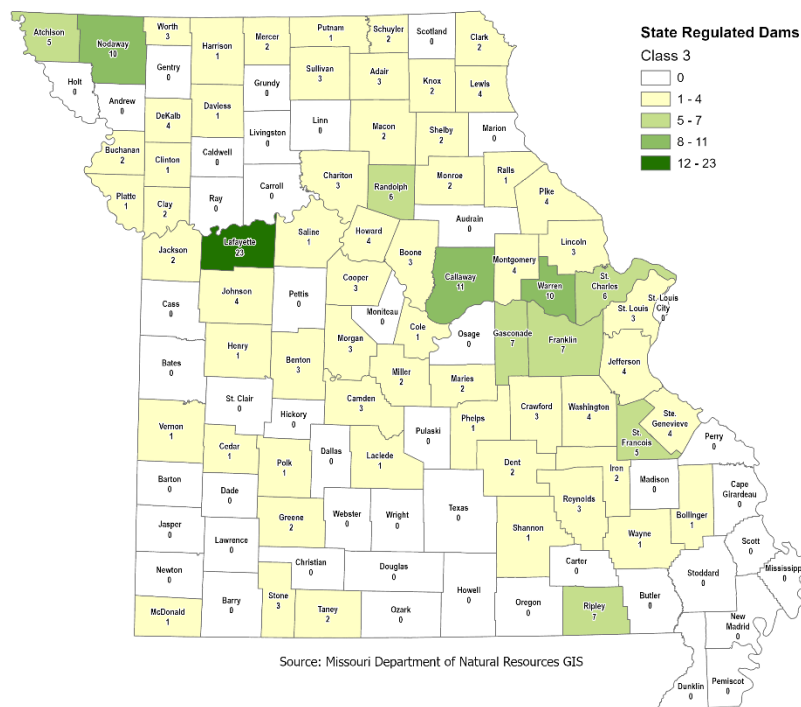 State Regulated Dams
Class 3
0
1 - 4
5 - 7
8 - 11
12 - 23
Atchison
5
Nodaway
10
Worth
3
Harrison
1
Mercer
2
Putnam
1
Schuyler
2
Scotland
0
Clark
2
Holt
0
Gentry
0
Andrew
0
Grundy
0
Sullivan
3
Adair
3
Knox
2
Lewis
4
DeKalb
4
Daviess
1
Livingston
0
Linn
0
Macon
2
Shelby
2
Marion
0
Buchanan
2
Clinton
1
Caldwell
0
Chariton
3
Randolph
6
Monroe
2
Ralls
1
Pike
4
Platte
1
Clay
2
Ray
0
Carroll
0
Audrain
0
Jackson
2
Lafayette
23
Saline
1
Howard
4
Boone
3
Callaway
11
Montgomery
4
Lincoln
3
Warren
10
St.
Charles
6
St. Louis
3
St. Louis
City
0
Cass
0
Johnson
4
Pettis
0
Cooper
3
Moniteau
0
Cole
1
Osage
0
Gasconade
7
Franklin
7
Jefferson
4
Bates
0
Henry
1
Benton
3
Morgan
3
Miller
2
Maries
2
St. Clair
0
Hickory
0
Camden
3
Pulaski
0
Phelps
1
Crawford
3
Washington
4
St.
Francois
5
Ste.
Genevieve
4
Perry
0
Vernon
1
Cedar
1
Polk
1
Dallas
0
Laclede
1
Dent
2
Iron
2
Madison
0
Cape
Girardeau
0
Barton
0
Dade
0
Greene
2
Webster
0
Wright
0
Texas
0
Shannon
1
Reynolds
3
Wayne
1
Bollinger
1
Scott
0
Jasper
0
Lawrence
0
Christian
0
Douglas
0
Howell
0
Carter
0
Stoddard
0
Mississippi
0
Newton
0
Barry
0
Stone
3
Taney
2
Ozark
0
Oregon
0
Ripley
7
Butler
0
New
Madrid
0
McDonald
1
Dunklin
0
Pemiscot
0
Source: Missouri Department of Natural Resources GIS